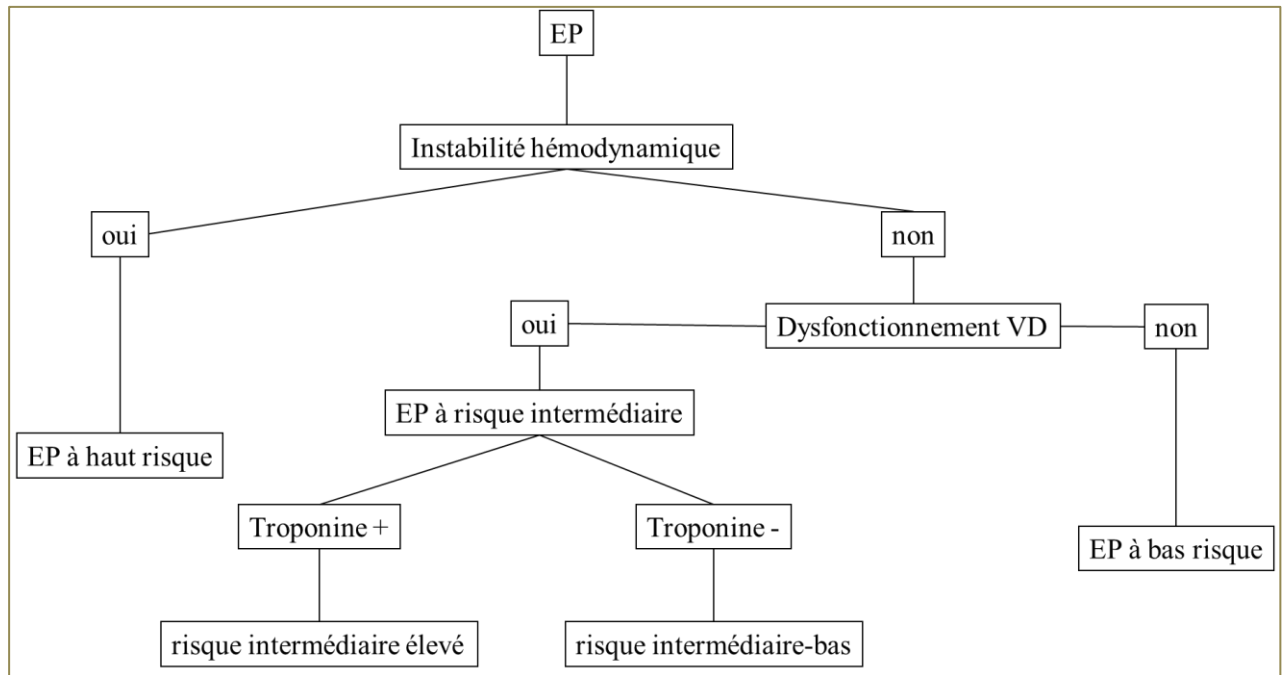 EP
Instabilité hémodynamique
oui
non
oui
Dysfonctionnement VD
non
EP à risque intermédiaire
EP à haut risque
Troponine +
Troponine -
EP à bas risque
risque intermédiaire élevé
risque intermédiaire-bas